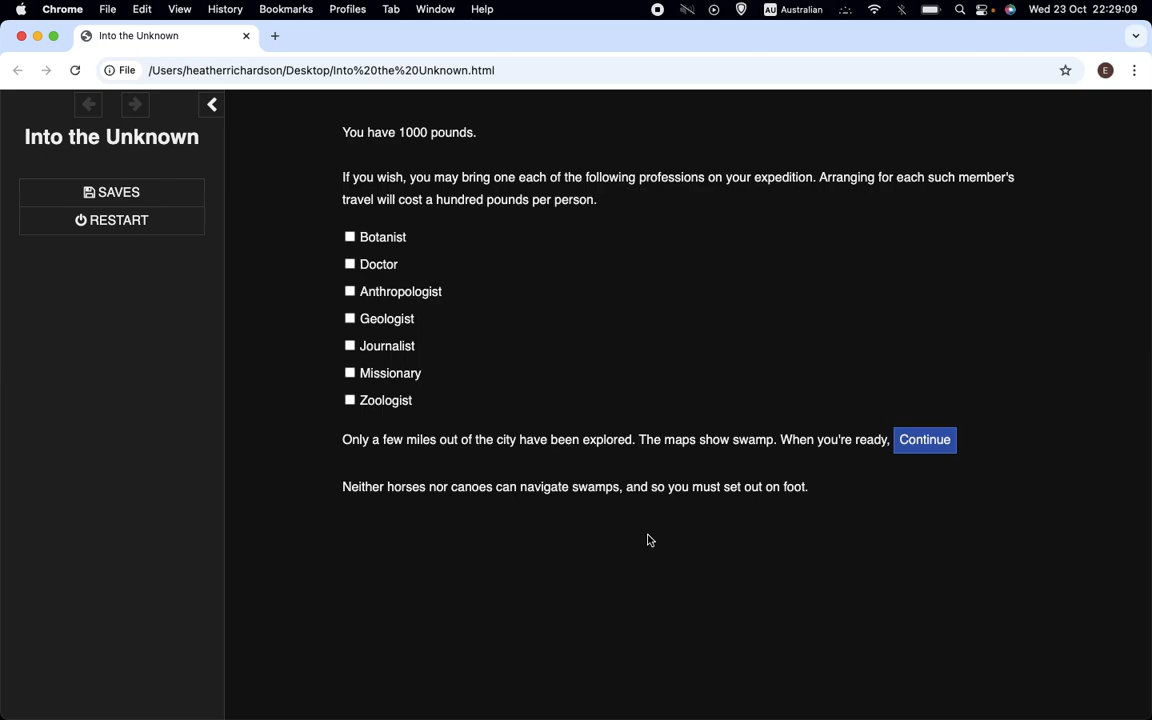 Chrome File Edit View History Bookmarks Profiles Tab Window Help AU Australian Wed 23 Oct 22:29:09
Into the Unknown
File /Users/heatherrichardson/Desktop/Into%20the%20Unknown.html E
Into the Unknown
SAVES
RESTART
You have 1000 pounds.
If you wish, you may bring one each of the following professions on your expedition. Arranging for each such member's
travel will cost a hundred pounds per person.
Botanist
Doctor
Anthropologist
Geologist
Journalist
Missionary
Zoologist
Only a few miles out of the city have been explored. The maps show swamp. When you're ready, Continue
Neither horses nor canoes can navigate swamps, and so you must set out on foot.